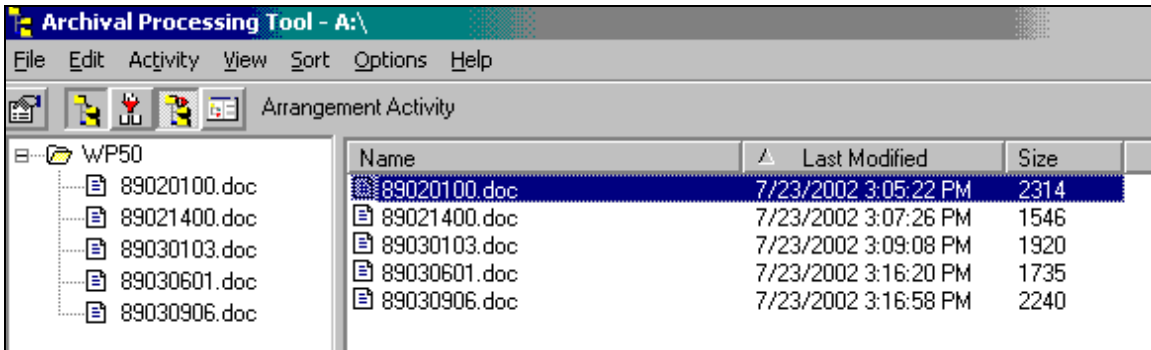 Archival Processing Tool - A:\
File Edit Activity View Sort Options Help
Arrangement Activity
WP50
89020100.doc
89021400.doc
89030103.doc
89030601.doc
89030906.doc
Name Last Modified Size
89020100.doc 7/23/2002 3:05:22 PM 2314
89021400.doc 7/23/2002 3:07:26 PM 1546
89030103.doc 7/23/2002 3:09:08 PM 1920
89030601.doc 7/23/2002 3:16:20 PM 1735
89030906.doc 7/23/2002 3:16:58 PM 2240